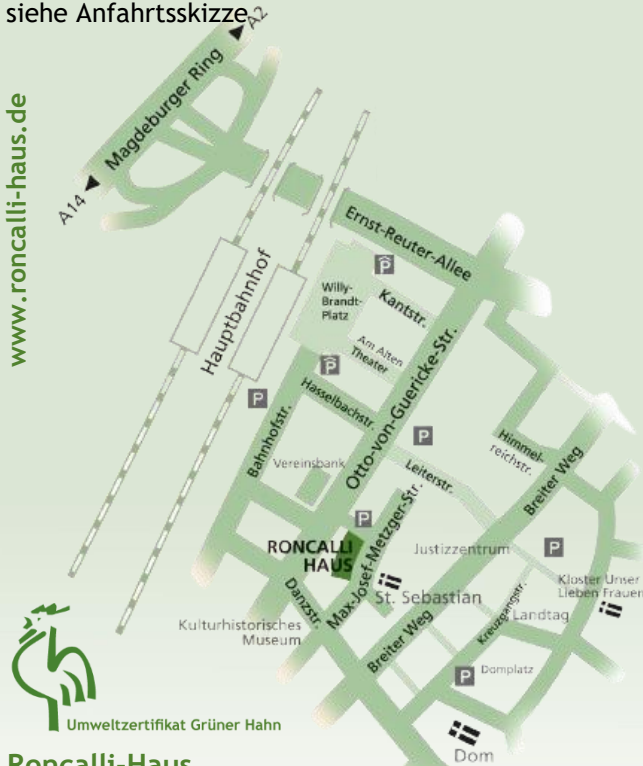 siehe Anfahrtsskizze
A2
Magdeburger Ring
A14
www.roncalli-haus.de
Hauptbahnhof
Ernst-Reuter-Allee
P
Willy-
Brandt-
Platz
Kantstr.
Am Alten
Theater
P
P
Hasselbachstr.
Otto-von-Guericke-Str.
Bahnhofstr.
P
Himmel-
reichstr.
Breiter Weg
Vereinsbank
Leiterstr.
P
RONCALLI
HAUS
Max-Josef-Metzger-Str.
Justizzentrum
P
Kloster Unser
Lieben Frauen
St. Sebastian
Danzstr.
Kreuzgangstr.
Landtag
Kulturhistorisches
Museum
Breiter Weg
P
Domplatz
Dom
Umweltzertifikat Grüner Hahn
Roncalli-Haus